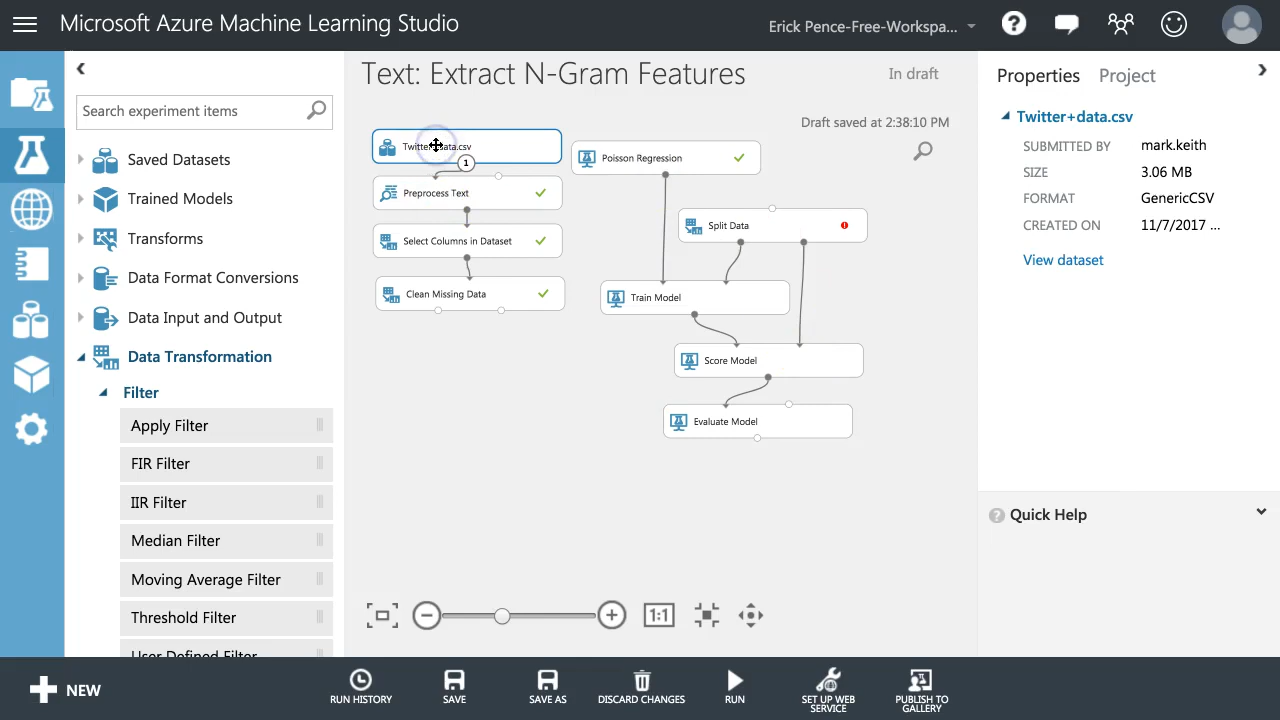 Microsoft Azure Machine Learning Studio
Erick Pence-Free-Workspa...
Search experiment items
Saved Datasets
Trained Models
Transforms
Data Format Conversions
Data Input and Output
Data Transformation
Filter
Apply Filter
FIR Filter
IIR Filter
Median Filter
Moving Average Filter
Threshold Filter
User Defined Filter
Text: Extract N-Gram Features
In draft
Draft saved at 2:38:10 PM
Twitter+data.csv
1
Preprocess Text
Select Columns in Dataset
Clean Missing Data
Poisson Regression
Split Data
Train Model
Score Model
Evaluate Model
1:1
Properties Project
Twitter+data.csv
SUBMITTED BY mark.keith
SIZE 3.06 MB
FORMAT GenericCSV
CREATED ON 11/7/2017 ...
View dataset
Quick Help
NEW
RUN HISTORY
SAVE
SAVE AS
DISCARD CHANGES
RUN
SET UP WEB
SERVICE
PUBLISH TO
GALLERY